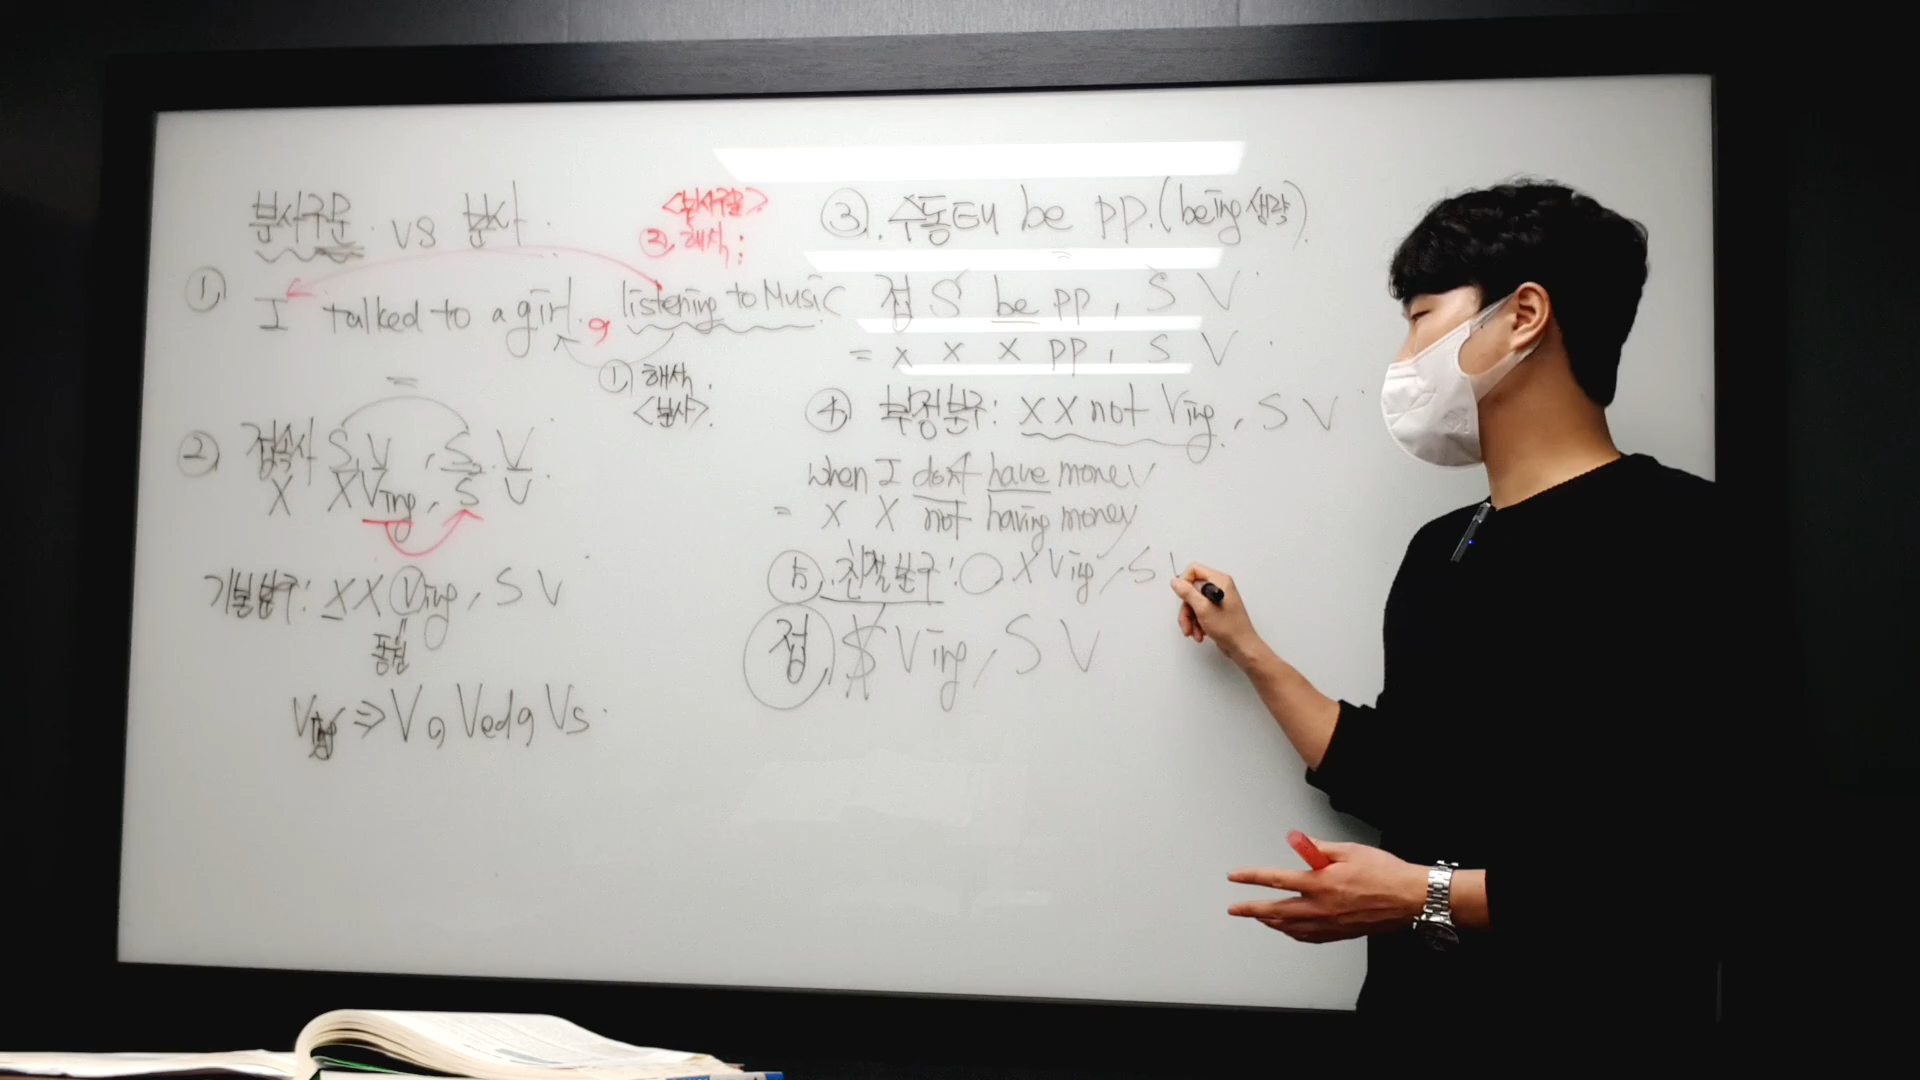 분사구문 vs 분사.
① I talked to a girl, listening to Music
① 해석.
<분사>.
<분사구문>
② 해석:
② 접속사 S V, S V.
X X Ving, S V
기본분구: X X Ving, S V
=
품질
Ving ⇒ V, Ved, Vs.
③. 수동태 be pp. (being 생략)
접 S be pp, S V
= x x x pp, S V
④ 부정분구: x x not Ving, S V
when I don't have money
= X X not having money
⑤. 친절분구: O X Ving, S V
접 S Ving, S V